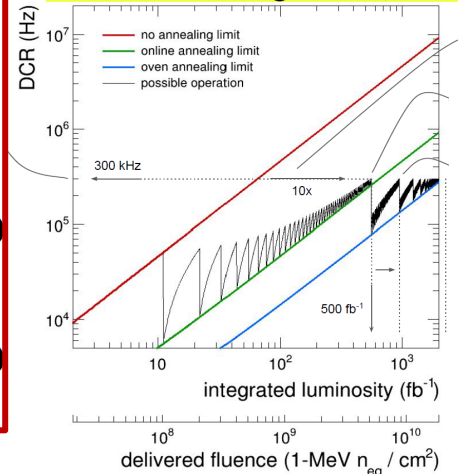 DCR (Hz)
10⁷
10⁶
10⁵
10⁴
no annealing limit
online annealing limit
oven annealing limit
possible operation
300 kHz
10x
500 fb⁻¹
10
10²
10³
integrated luminosity (fb⁻¹)
10⁸
10⁹
10¹⁰
delivered fluence (1-MeV nₑq / cm²)